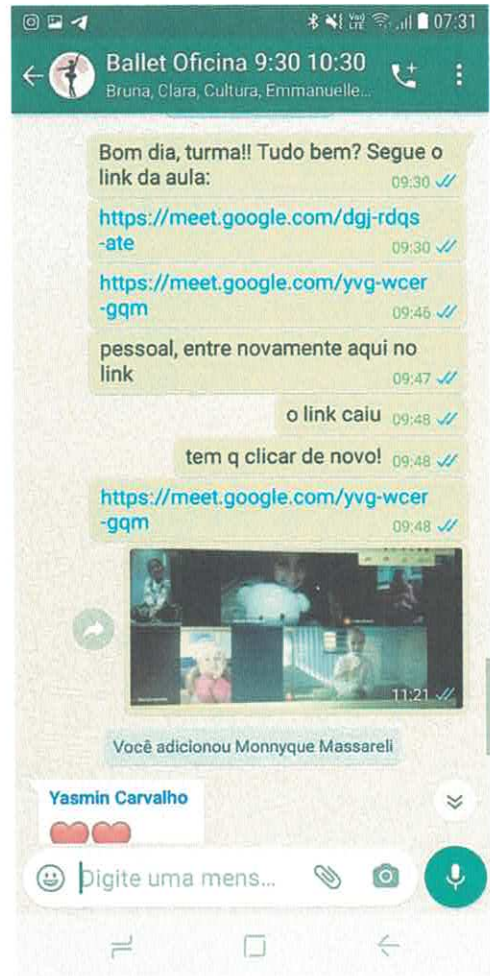 07:31
Ballet Oficina 9:30 10:30
Bruna, Clara, Cultura, Emmanuelle...
Bom dia, turma!! Tudo bem? Segue o
link da aula:
09:30
https://meet.google.com/dgj-rdqs
-ate
09:30
https://meet.google.com/yvg-wcer
-gqm
09:46
pessoal, entre novamente aqui no
link
09:47
o link caiu 09:48
tem q clicar de novo! 09:48
https://meet.google.com/yvg-wcer
-gqm
09:48
11:21
Você adicionou Monnyque Massareli
Yasmin Carvalho
Digite uma mens...